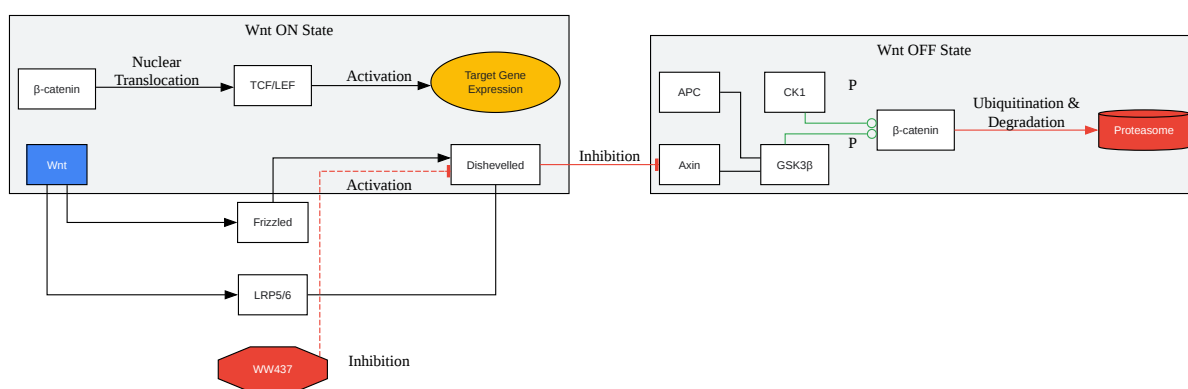 Wnt ON State
Nuclear
Translocation
β-catenin
TCF/LEF
Activation
Target Gene
Expression
Wnt
Dishevelled
Activation
Frizzled
LRP5/6
WW437
Inhibition
Inhibition
Wnt OFF State
APC
CK1
P
Axin
GSK3β
P
β-catenin
Ubiquitination &
Degradation
Proteasome